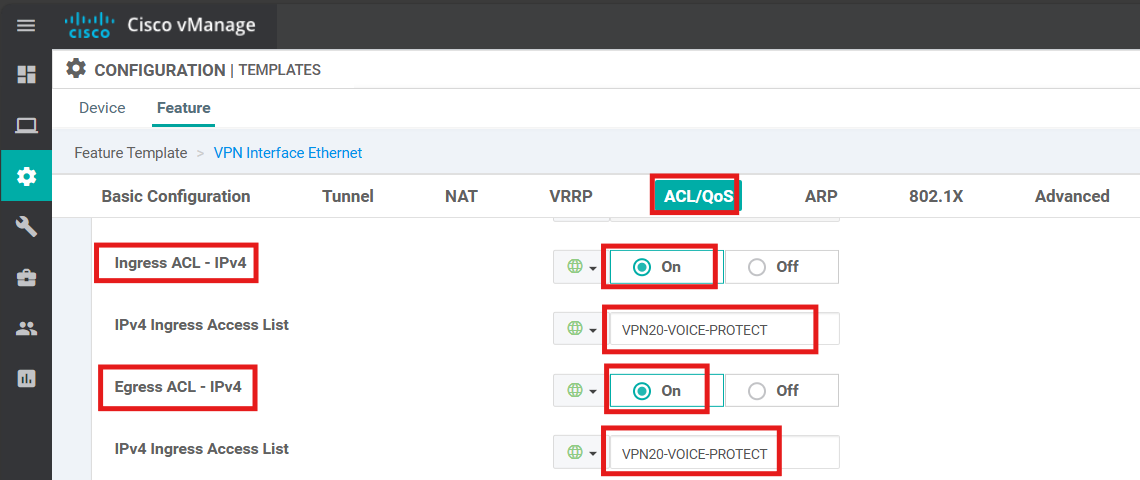 cisco Cisco vManage
CONFIGURATION | TEMPLATES
Device Feature
Feature Template > VPN Interface Ethernet
Basic Configuration Tunnel NAT VRRP ACL/QoS ARP 802.1X Advanced
Ingress ACL - IPv4 On Off
IPv4 Ingress Access List VPN20-VOICE-PROTECT
Egress ACL - IPv4 On Off
IPv4 Ingress Access List VPN20-VOICE-PROTECT